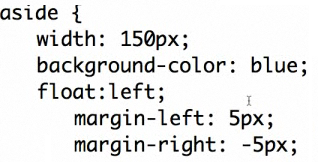 aside {
width: 150px;
background-color: blue;
float:left;
margin-left: 5px;
margin-right: -5px;